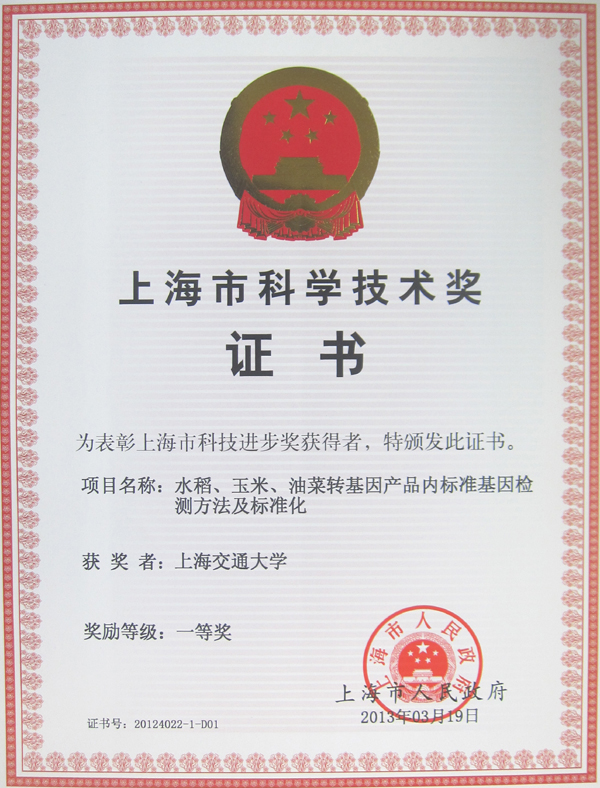 上海市科学技术奖
证 书
为表彰上海市科技进步奖获得者，特颁发此证书。
项目名称：水稻、玉米、油菜转基因产品内标准基因检
测方法及标准化
获 奖 者：上海交通大学
奖励等级：一等奖
上海市人民政府
上海市人民政府
2013年03月19日
证书号：20124022-1-D01